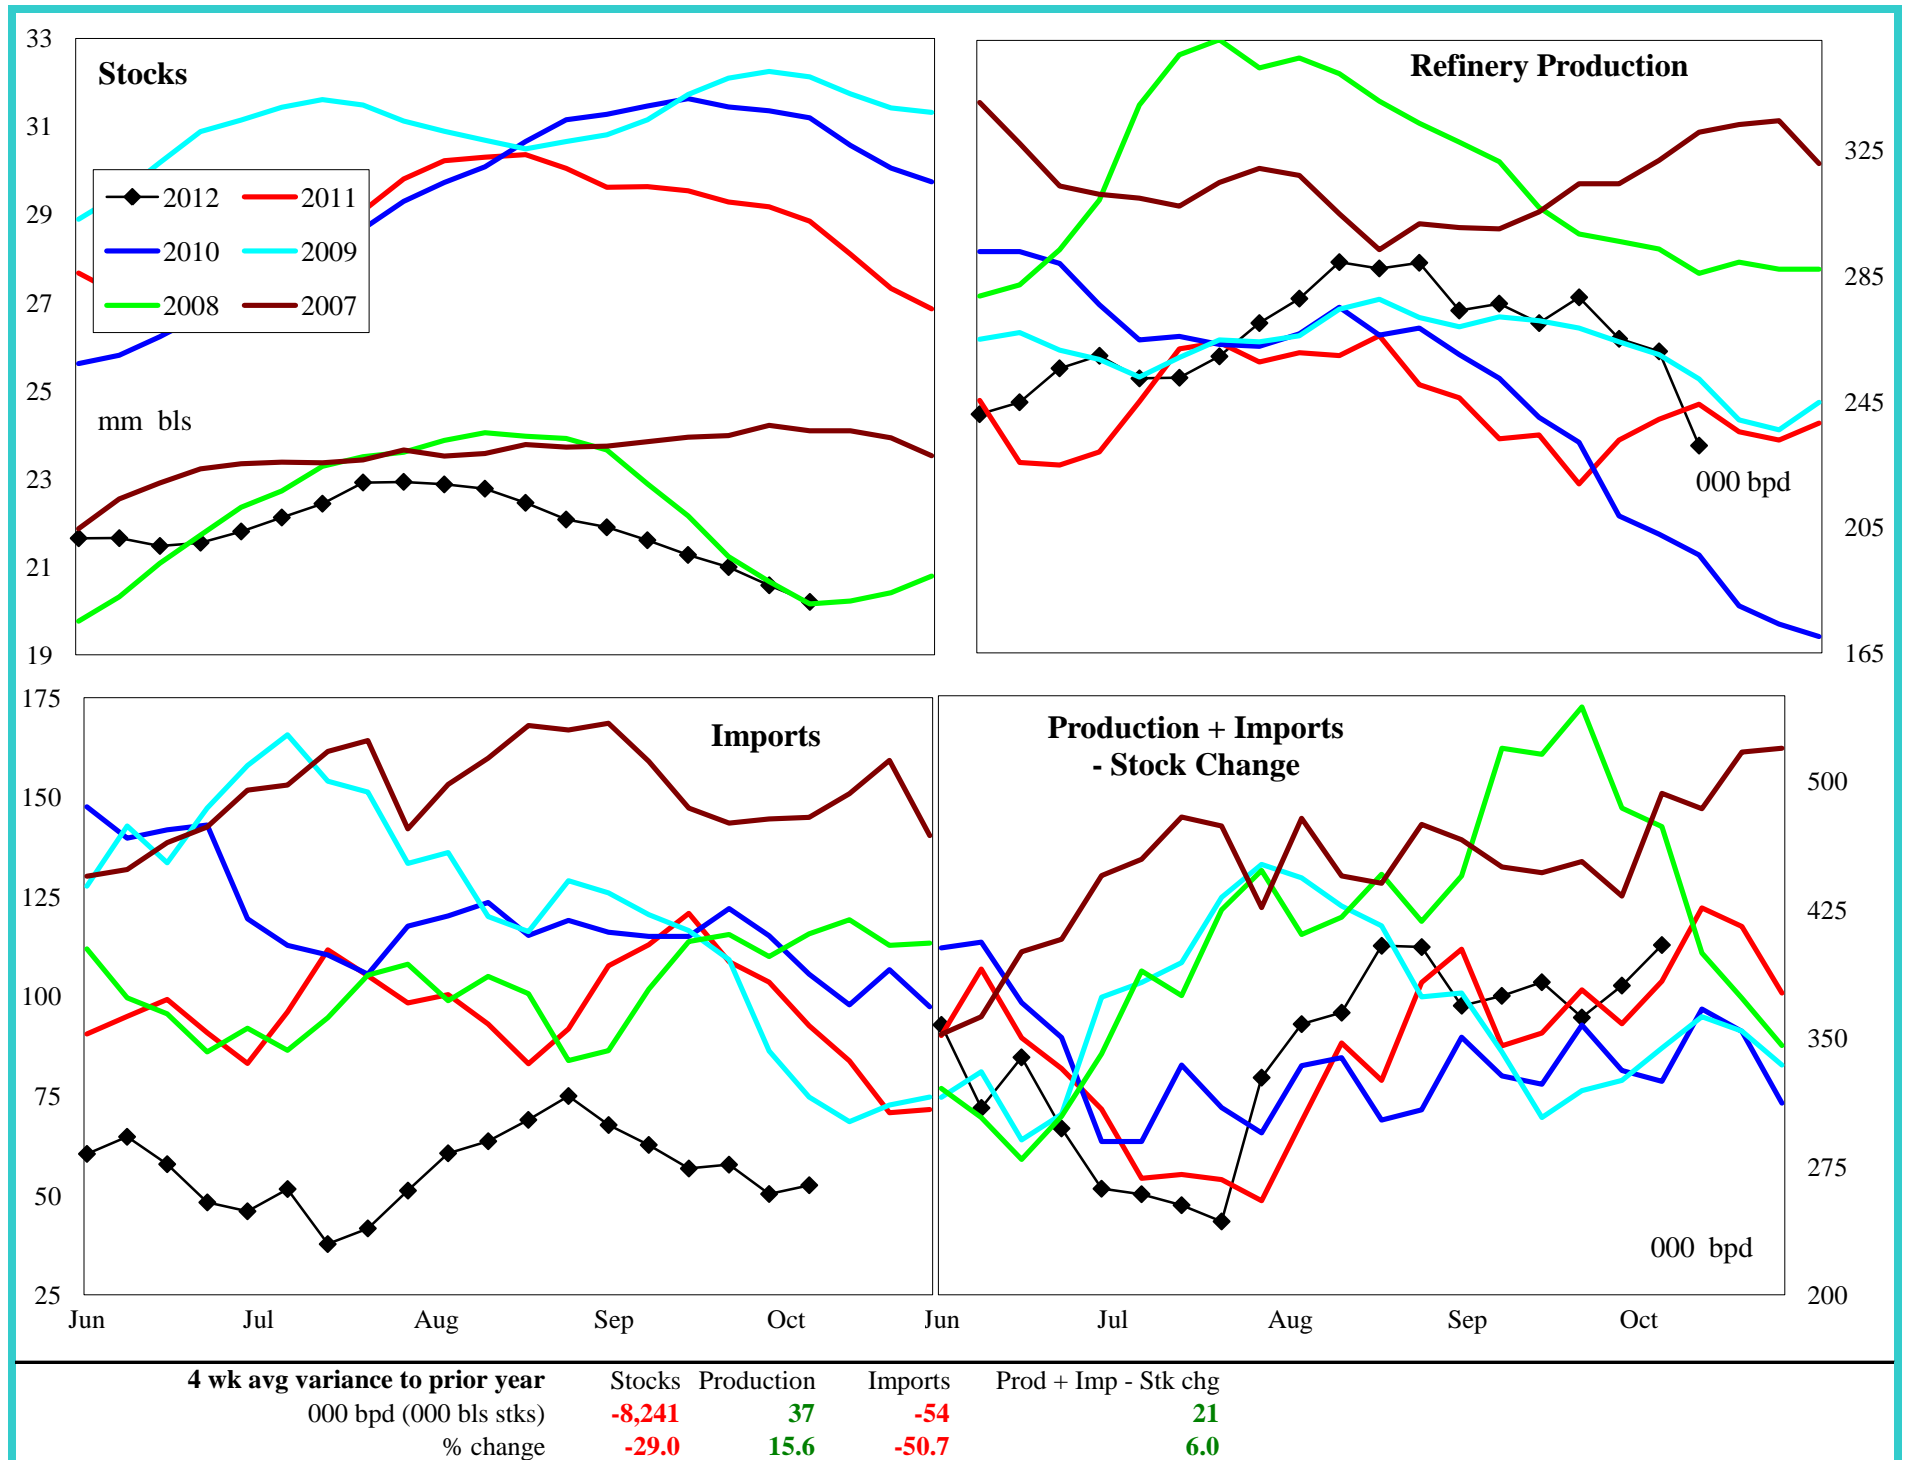 33
31
29
27
25
23
21
19
Stocks
2012
2011
2010
2009
2008
2007
mm bls
Refinery Production
325
285
245
205
165
000 bpd
175
150
125
100
75
50
25
Imports
Jun Jul Aug Sep Oct
Production + Imports
- Stock Change
500
425
350
275
200
000 bpd
Jun Jul Aug Sep Oct
4 wk avg variance to prior year Stocks Production Imports Prod + Imp - Stk chg
000 bpd (000 bls stks) -8,241 37 -54 21
% change -29.0 15.6 -50.7 6.0